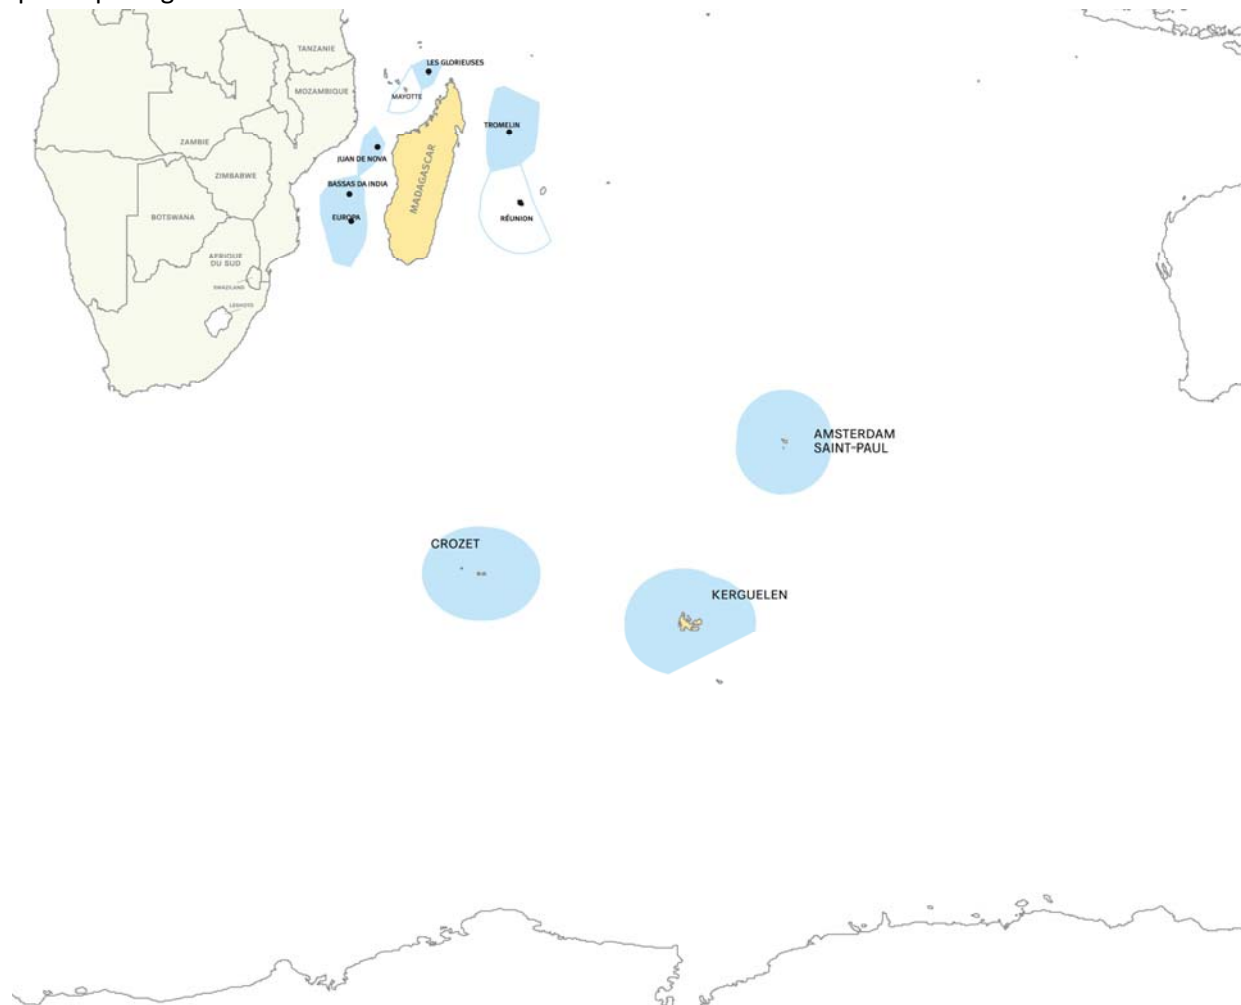 TANZANIE
LES GLORIEUSES
MOZAMBIQUE
MAYOTTE
TROMELIN
ZAMBIE
JUAN DE NOVA
MADAGASCAR
ZIMBABWE
BASSAS DA INDIA
BOTSWANA
EUROPA
RÉUNION
AFRIQUE
DU SUD
SWAZILAND
LESHOTO
AMSTERDAM
SAINT-PAUL
CROZET
KERGUELEN